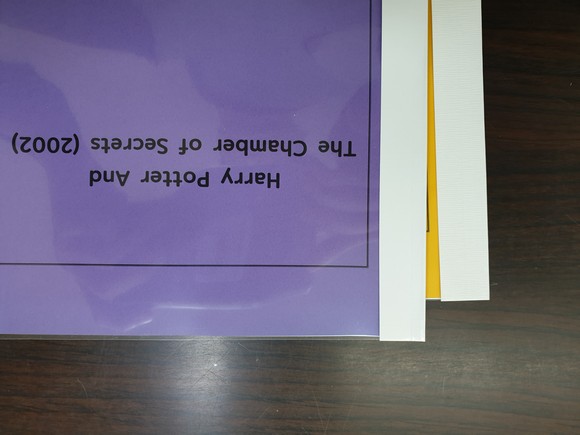 Harry Potter And
The Chamber of Secrets (2002)